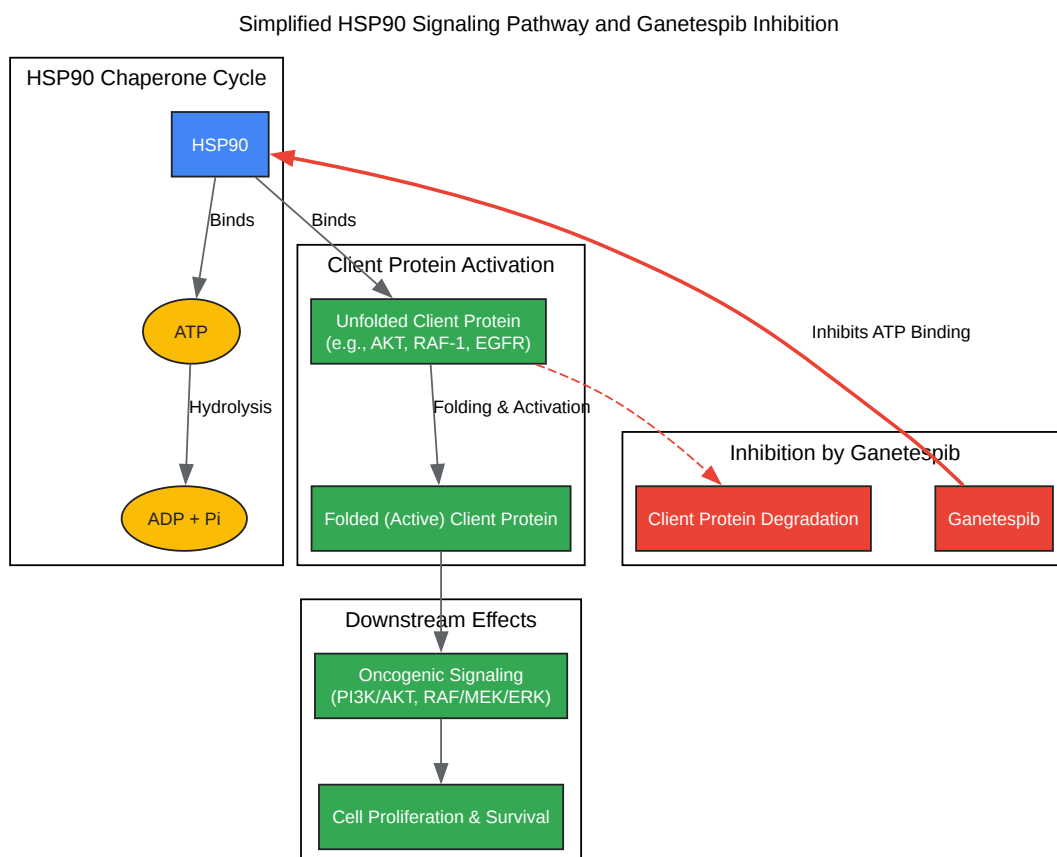 Simplified HSP90 Signaling Pathway and Ganetespib Inhibition
HSP90 Chaperone Cycle
HSP90
Binds
Binds
Client Protein Activation
Unfolded Client Protein
(e.g., AKT, RAF-1, EGFR)
ATP
Inhibits ATP Binding
Hydrolysis
Folding & Activation
Inhibition by Ganetespib
ADP + Pi
Folded (Active) Client Protein
Client Protein Degradation
Ganetespib
Downstream Effects
Oncogenic Signaling
(PI3K/AKT, RAF/MEK/ERK)
Cell Proliferation & Survival